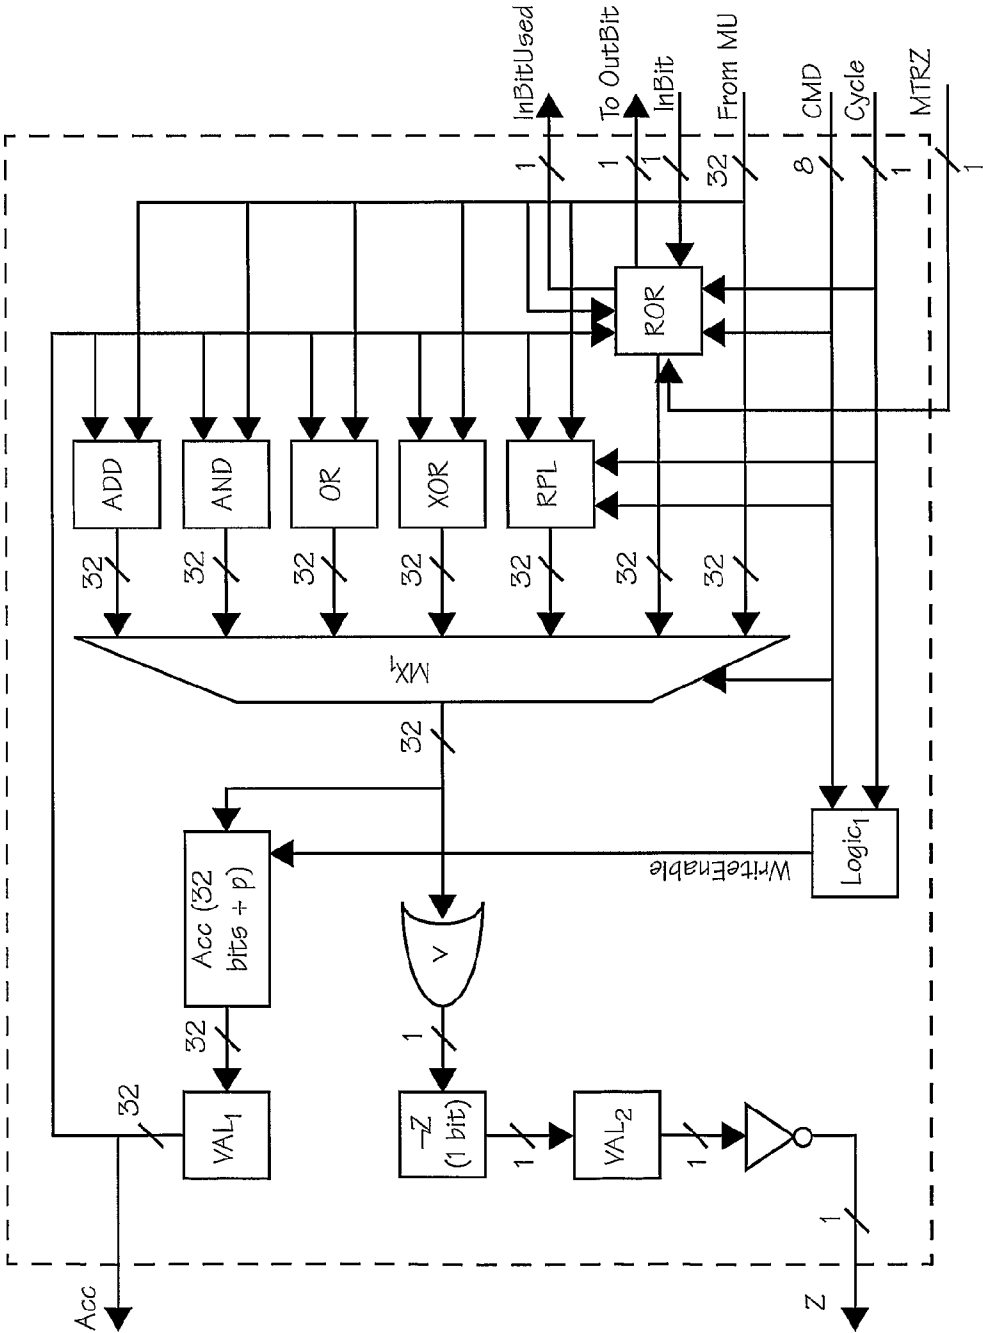 InBitUsed
To OutBit
InBit
From MU
CMD
Cycle
MTRZ
1
1
1
32
8
1
1
ROR
ADD
AND
OR
XOR
RPL
32
32
32
32
32
32
32
MX1
32
Acc (32
bits + p)
WriteEnable
Logic1
V
32
1
32
VAL1
¬Z
(1 bit)
1
VAL2
1
1
Acc
Z